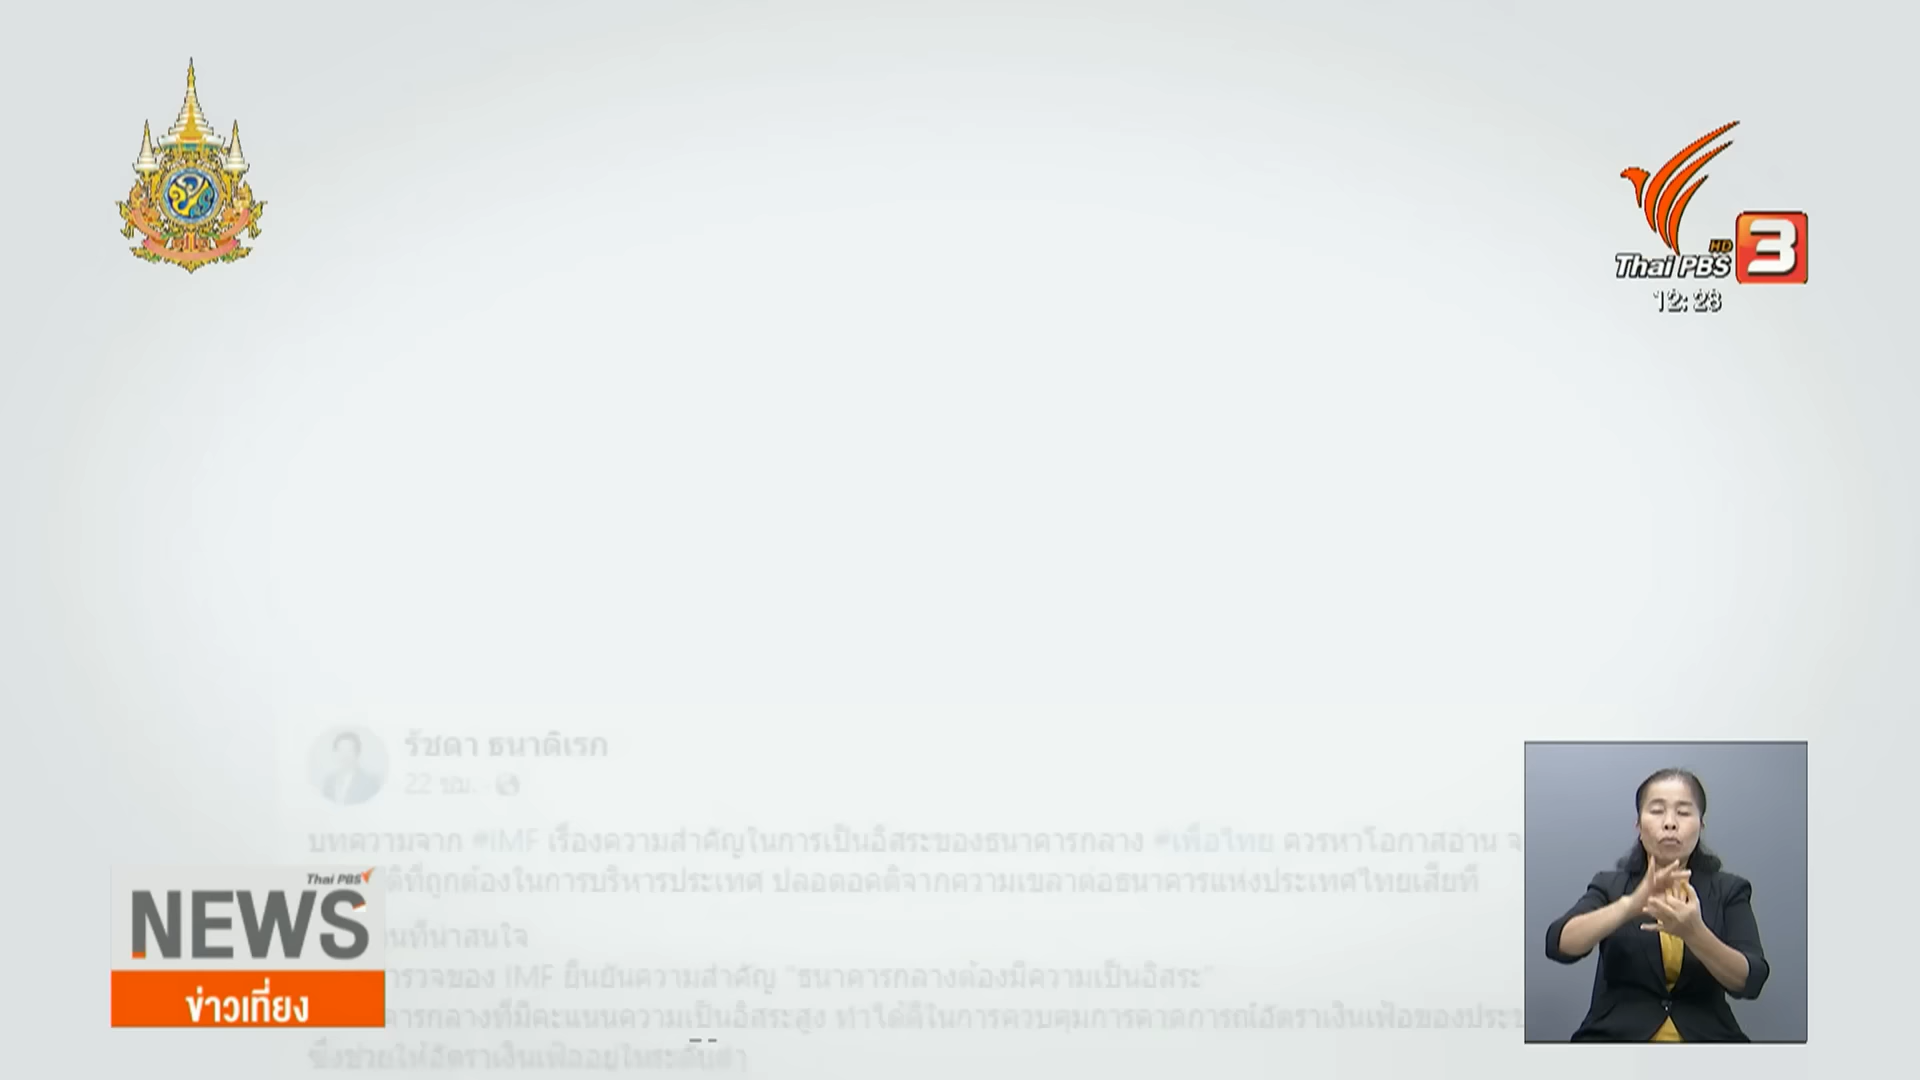 HD
Thai PBS 3
12:28
รัชดา ธนาดิเรก
22 ชม.
บทความจาก #IMF เรื่องความสำคัญในการเป็นอิสระของธนาคารกลาง #เพื่อไทย ควรหาโอกาสอ่าน
ที่ถูกต้องในการบริหารประเทศ ปลอดอคติจากความเขลาต่อธนาคารแห่งประเทศไทยเสียที
ที่น่าสนใจ
ของ IMF ยืนยันความสำคัญ "ธนาคารกลางต้องมีความเป็นอิสระ"
ที่มีคะแนนความเป็นอิสระสูง ทำได้ดีในการควบคุมการคาดการณ์อัตราเงินเฟ้อของ
ซึ่งช่วยให้อัตราเงินเฟ้ออยู่ในระดับต่ำ
Thai PBS
NEWS
ข่าวเที่ยง